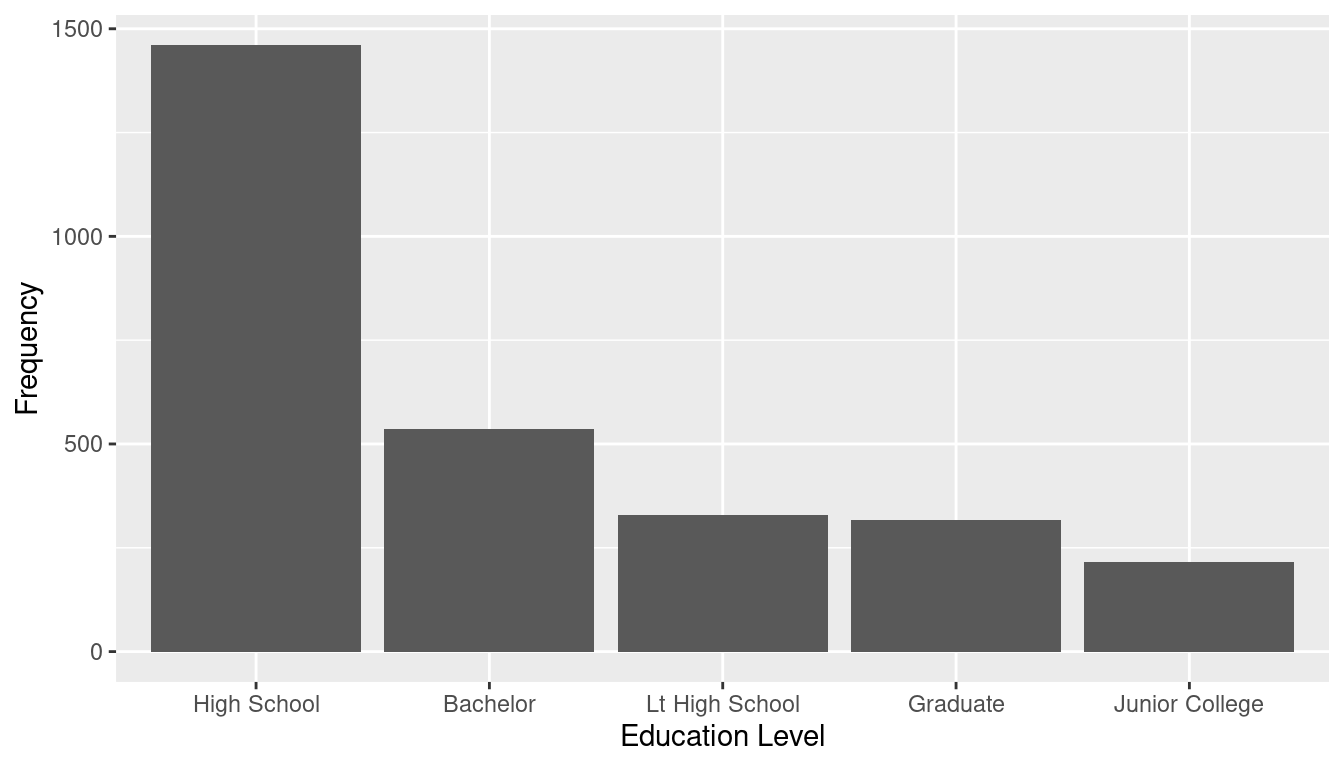 1500
1000
500
0
Frequency
High School
Bachelor
Lt High School
Graduate
Junior College
Education Level